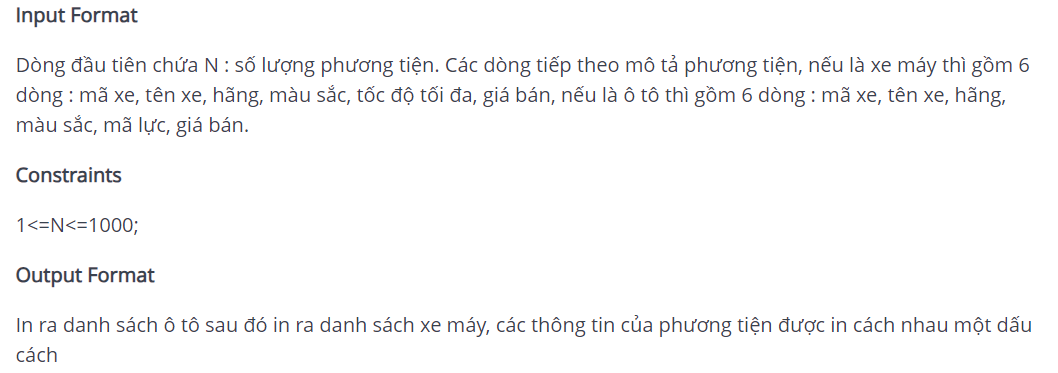 Input Format
Dòng đầu tiên chứa N : số lượng phương tiện. Các dòng tiếp theo mô tả phương tiện, nếu là xe máy thì gồm 6
dòng : mã xe, tên xe, hãng, màu sắc, tốc độ tối đa, giá bán, nếu là ô tô thì gồm 6 dòng : mã xe, tên xe, hãng,
màu sắc, mã lực, giá bán.
Constraints
1<=N<=1000;
Output Format
In ra danh sách ô tô sau đó in ra danh sách xe máy, các thông tin của phương tiện được in cách nhau một dấu
cách